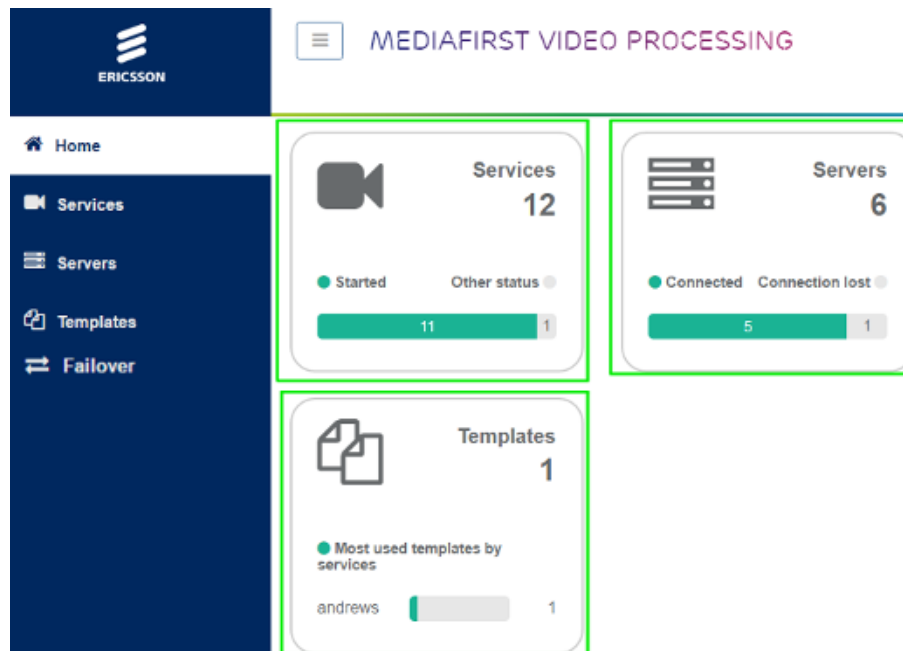 ERICSSON
MEDIAFIRST VIDEO PROCESSING
Home
Services
Servers
Templates
Failover
Services
12
Started Other status
11 1
Servers
6
Connected Connection lost
5 1
Templates
1
Most used templates by
services
andrews 1